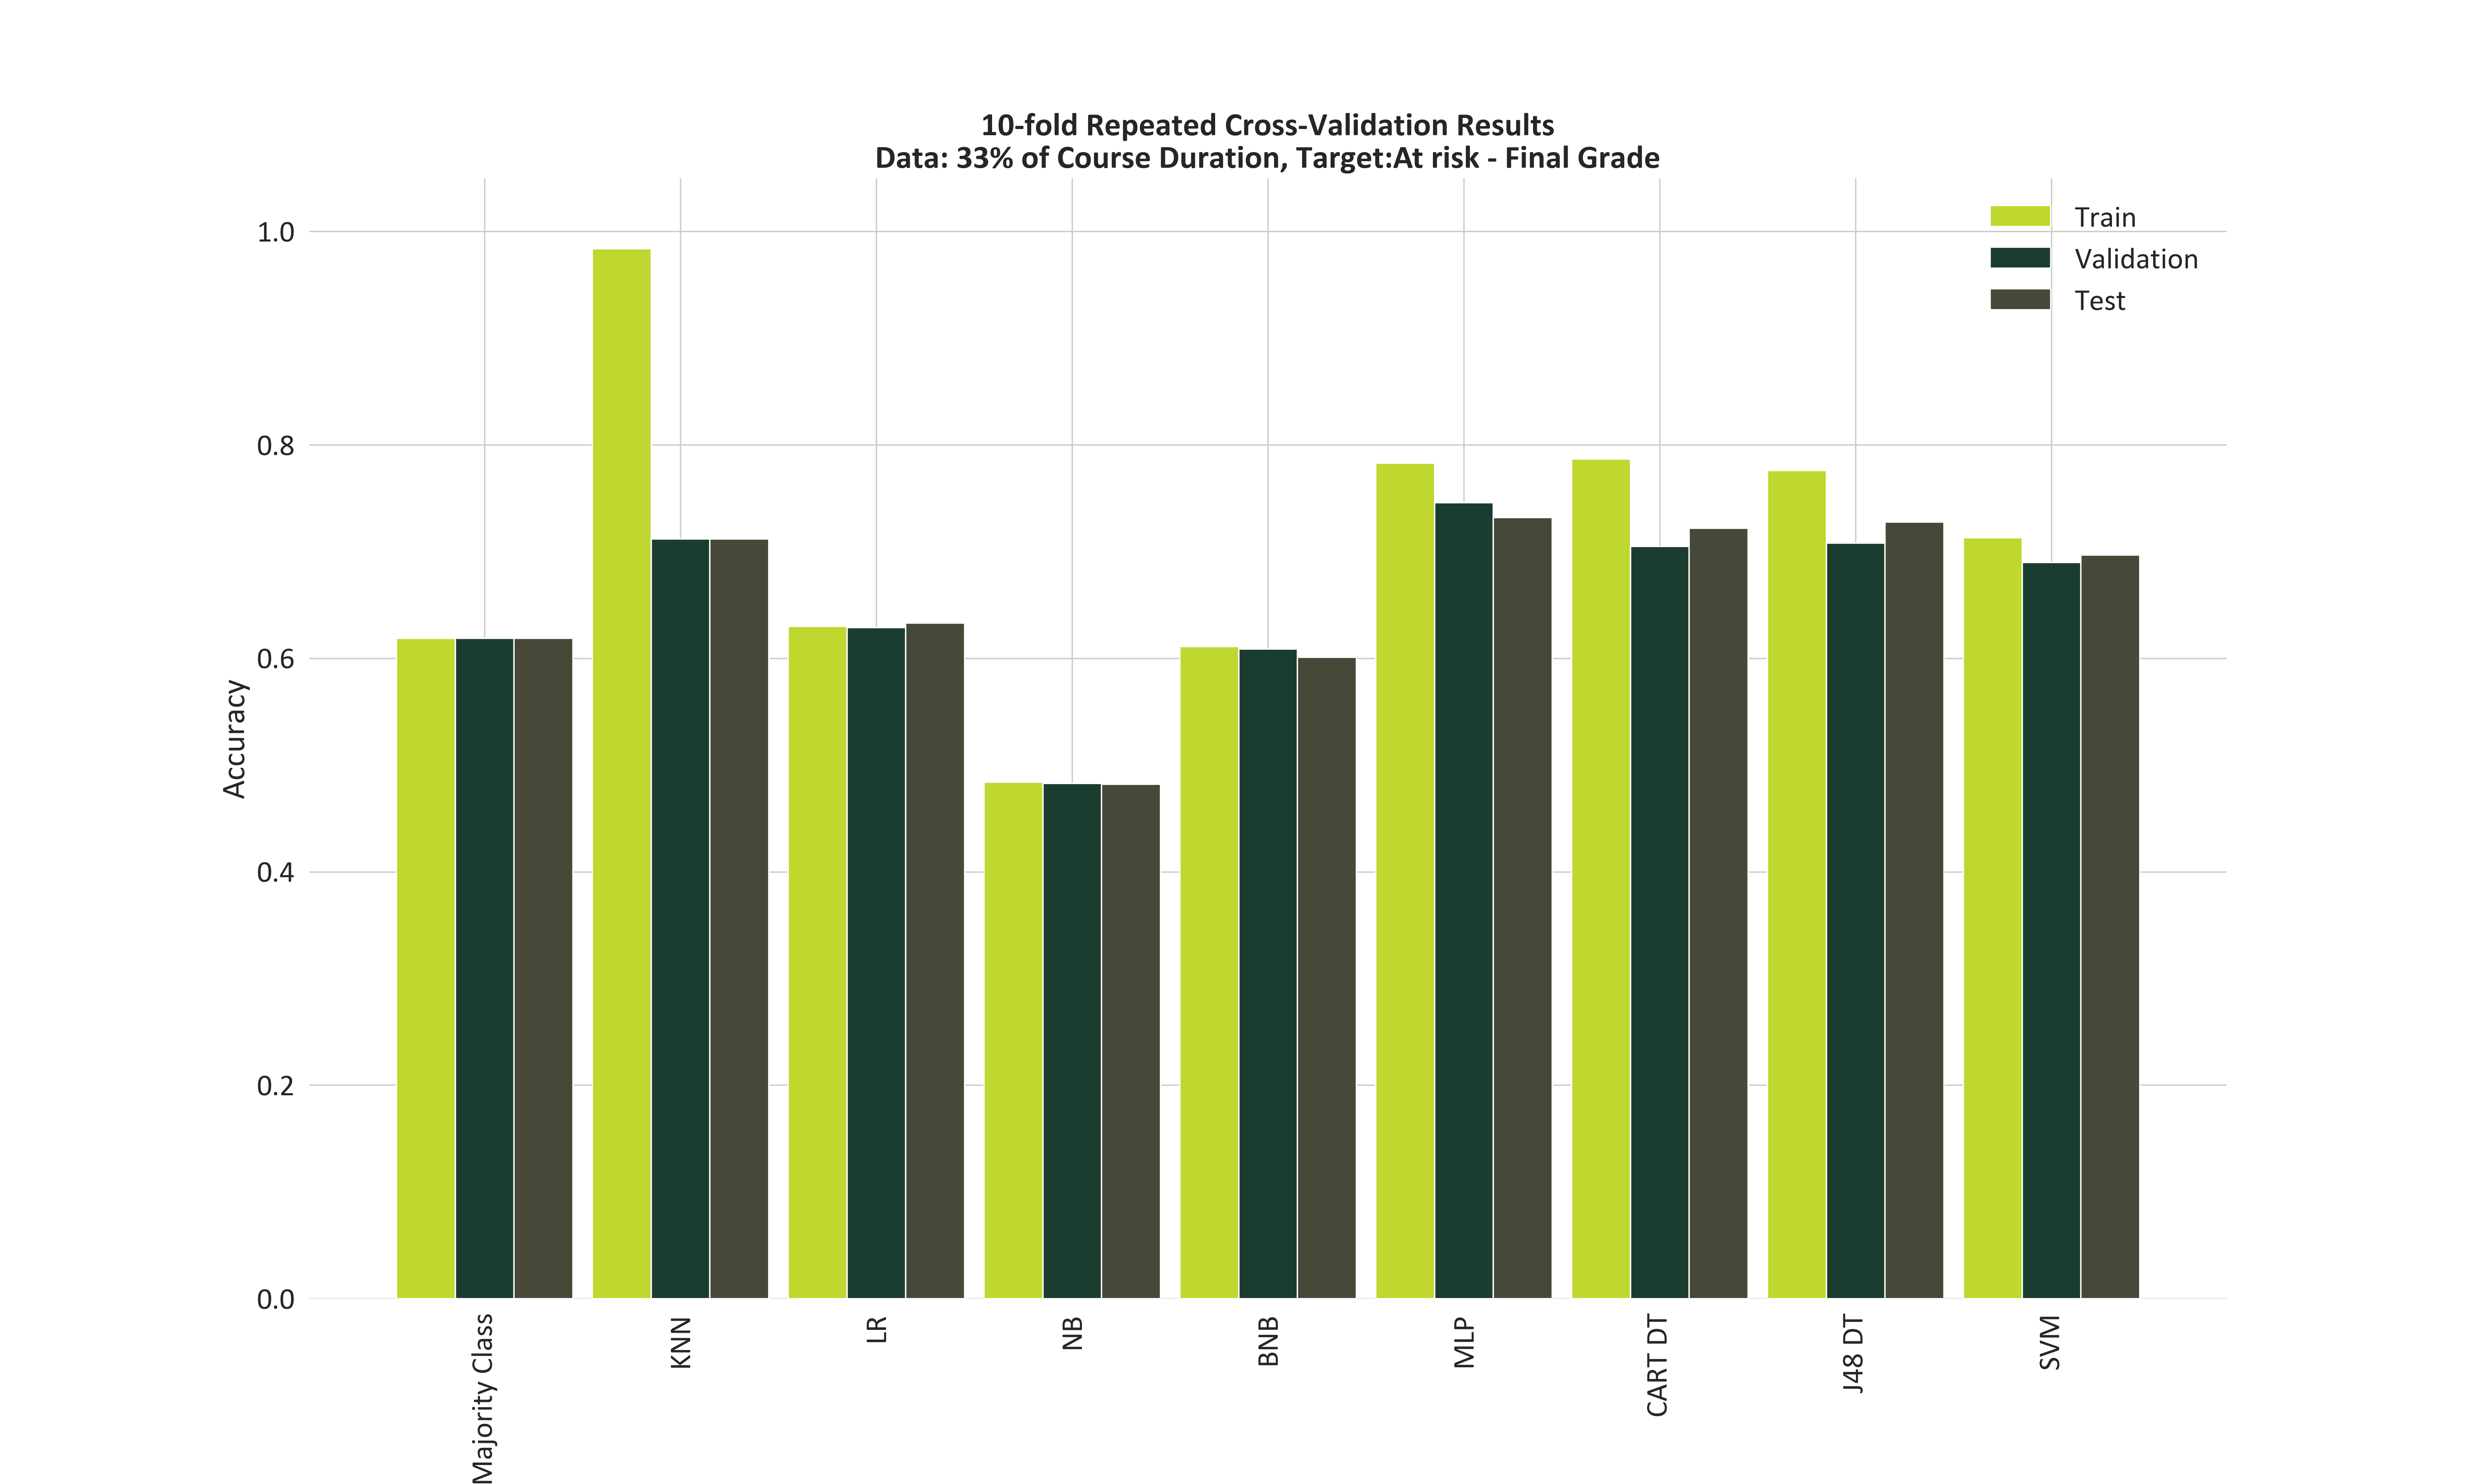 10-fold Repeated Cross-Validation Results
Data: 33% of Course Duration, Target:At risk - Final Grade
Train
Validation
Test
Accuracy
1.0
0.8
0.6
0.4
0.2
0.0
Majority Class
KNN
LR
NB
BNB
MLP
CART DT
J48 DT
SVM